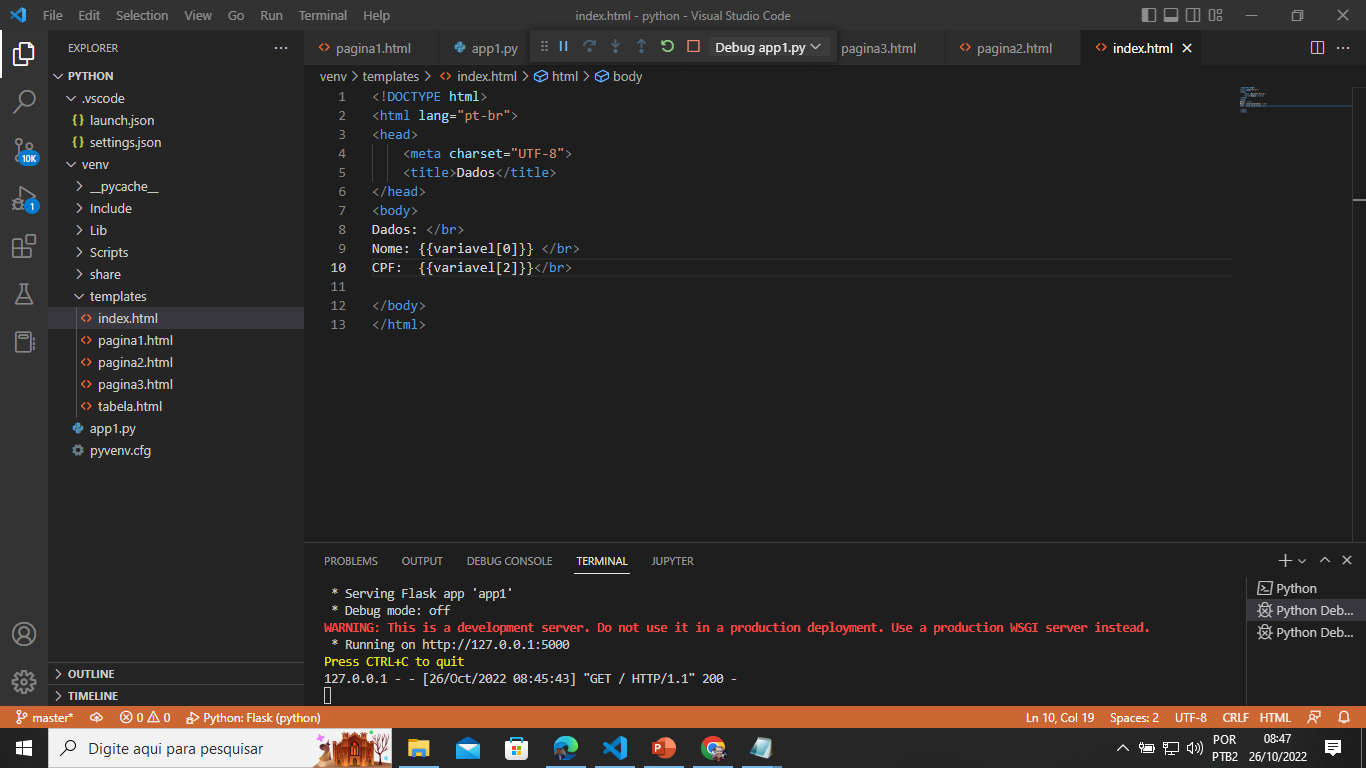 File Edit Selection View Go Run Terminal Help index.html - python - Visual Studio Code
EXPLORER
pagina1.html app1.py Debug app1.py pagina3.html pagina2.html index.html
PYTHON
.vscode
launch.json
settings.json
venv
__pycache__
Include
Lib
Scripts
share
templates
index.html
pagina1.html
pagina2.html
pagina3.html
tabela.html
app1.py
pyvenv.cfg
OUTLINE
TIMELINE
10K
1
venv > templates > index.html > html > body
1 <!DOCTYPE html>
2 <html lang="pt-br">
3 <head>
4 <meta charset="UTF-8">
5 <title>Dados</title>
6 </head>
7 <body>
8 Dados: </br>
9 Nome: {{variavel[0]}} </br>
10 CPF:  {{variavel[2]}}</br>
11
12 </body>
13 </html>
PROBLEMS OUTPUT DEBUG CONSOLE TERMINAL JUPYTER
* Serving Flask app 'app1'
* Debug mode: off
WARNING: This is a development server. Do not use it in a production deployment. Use a production WSGI server instead.
* Running on http://127.0.0.1:5000
Press CTRL+C to quit
127.0.0.1 - - [26/Oct/2022 08:45:43] "GET / HTTP/1.1" 200 -
Python
Python Deb...
Python Deb...
master* 0 0 Python: Flask (python) Ln 10, Col 19 Spaces: 2 UTF-8 CRLF HTML
Digite aqui para pesquisar
POR
PTB2
08:47
26/10/2022